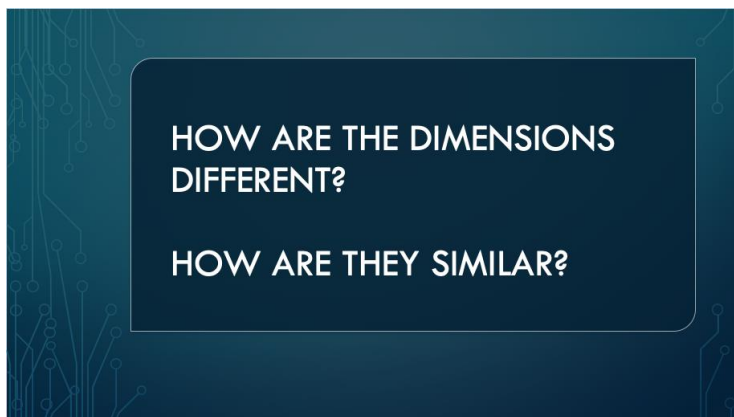 HOW ARE THE DIMENSIONS
DIFFERENT?
HOW ARE THEY SIMILAR?